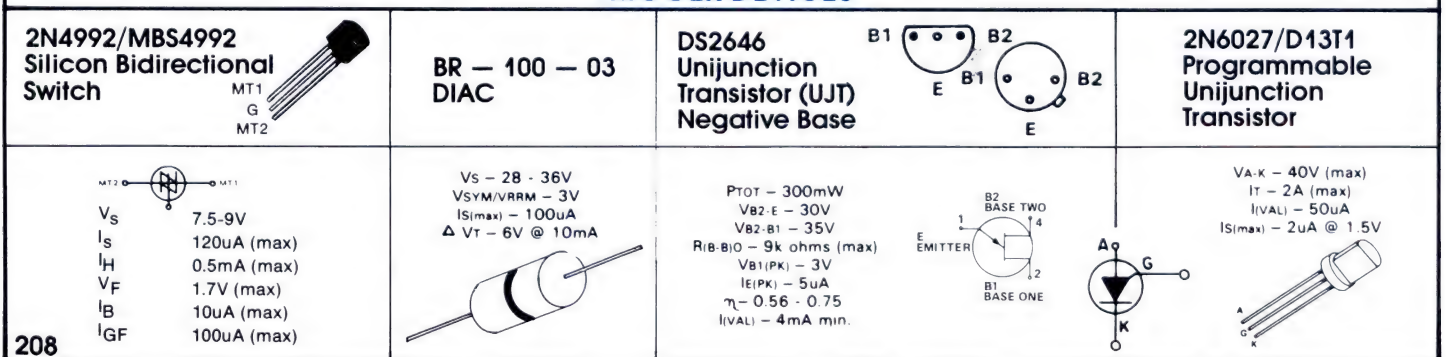 2N4992/MBS4992
Silicon Bidirectional
Switch
MT1
G
MT2
BR — 100 — 03
DIAC
DS2646
Unijunction
Transistor (UJT)
Negative Base
B1
B2
E
B1
B2
E
2N6027/D13T1
Programmable
Unijunction
Transistor
MT2
MT1
VS 7.5-9V
IS 120uA (max)
IH 0.5mA (max)
VF 1.7V (max)
IB 10uA (max)
IGF 100uA (max)
VS – 28 - 36V
VSYM/VRRM – 3V
IS(max) – 100uA
Δ VT – 6V @ 10mA
PTOT – 300mW
VB2-E – 30V
VB2-B1 – 35V
R(B-B)O – 9k ohms (max)
VB1(PK) – 3V
IE(PK) – 5uA
η – 0.56 - 0.75
I(VAL) – 4mA min.
B2
BASE TWO
1
4
E
EMITTER
2
B1
BASE ONE
A
G
K
VA-K – 40V (max)
IT – 2A (max)
I(VAL) – 50uA
IS(max) – 2uA @ 1.5V
A
G
K
208